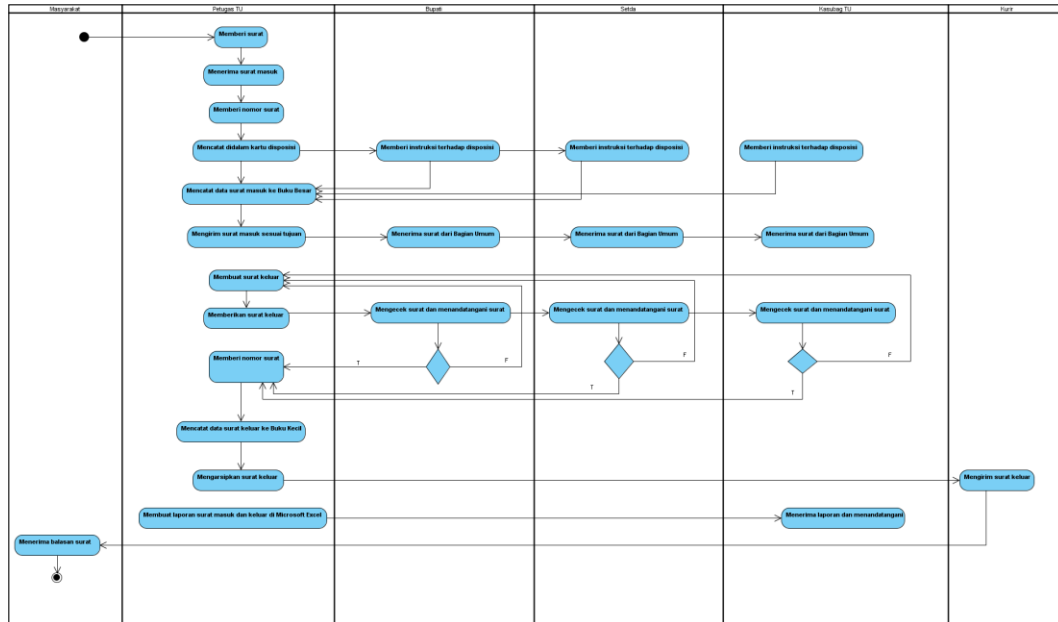 Masyarakat
Petugas TU
Bupati
Setda
Kasubag TU
Kurir
Memberi surat
Menerima surat masuk
Memberi nomor surat
Mencatat didalam kartu disposisi
Memberi instruksi terhadap disposisi
Memberi instruksi terhadap disposisi
Memberi instruksi terhadap disposisi
Mencatat data surat masuk ke Buku Besar
Mengirim surat masuk sesuai tujuan
Menerima surat dari Bagian Umum
Menerima surat dari Bagian Umum
Menerima surat dari Bagian Umum
Membuat surat keluar
Memberikan surat keluar
Mengecek surat dan menandatangani surat
Mengecek surat dan menandatangani surat
Mengecek surat dan menandatangani surat
Memberi nomor surat
T
F
F
F
T
T
Mencatat data surat keluar ke Buku Kecil
Mengarsipkan surat keluar
Mengirim surat keluar
Membuat laporan surat masuk dan keluar di Microsoft Excel
Menerima laporan dan menandatangani
Menerima balasan surat